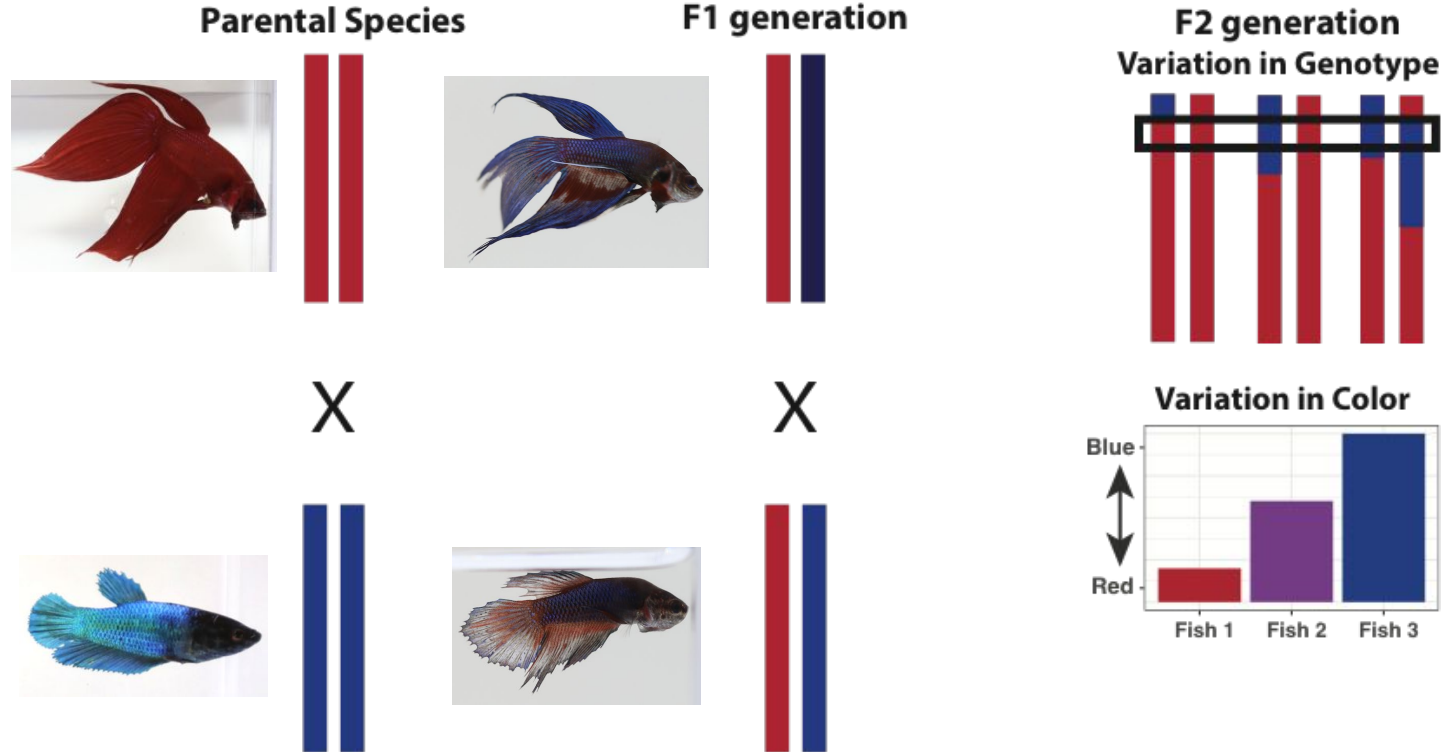 Parental Species
F1 generation
F2 generation
Variation in Genotype
X
X
Variation in Color
Blue
Red
Fish 1
Fish 2
Fish 3